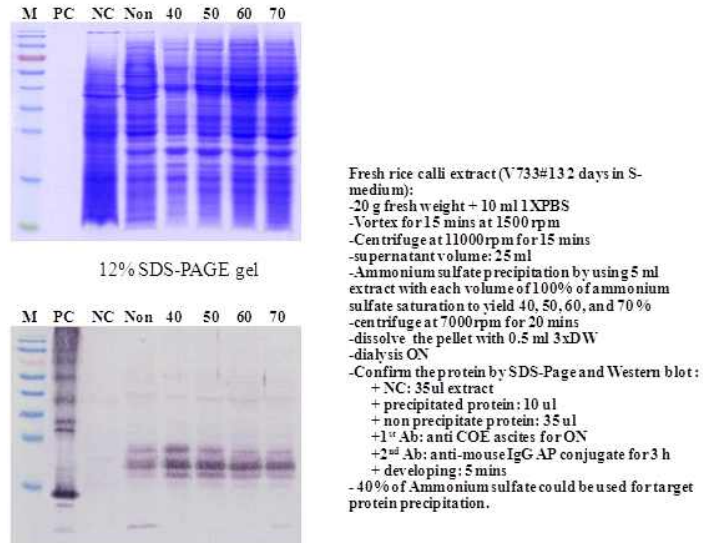 M PC NC Non 40 50 60 70
12% SDS-PAGE gel
M PC NC Non 40 50 60 70
Fresh rice calli extract (V733#13 2 days in S-
medium):
-20 g fresh weight + 10 ml 1XPBS
-Vortex for 15 mins at 1500 rpm
-Centrifuge at 11000rpm for 15 mins
-supernatant volume: 25 ml
-Ammonium sulfate precipitation by using 5 ml
extract with each volume of 100% of ammonium
sulfate saturation to yield 40, 50, 60, and 70 %
-centrifuge at 7000rpm for 20 mins
-dissolve the pellet with 0.5 ml 3xDW
-dialysis ON
-Confirm the protein by SDS-Page and Western blot :
+ NC: 35ul extract
+ precipitated protein: 10 ul
+ non precipitate protein: 35 ul
+1st Ab: anti COE ascites for ON
+2nd Ab: anti-mouse IgG AP conjugate for 3 h
+ developing: 5 mins
- 40% of Ammonium sulfate could be used for target
protein precipitation.